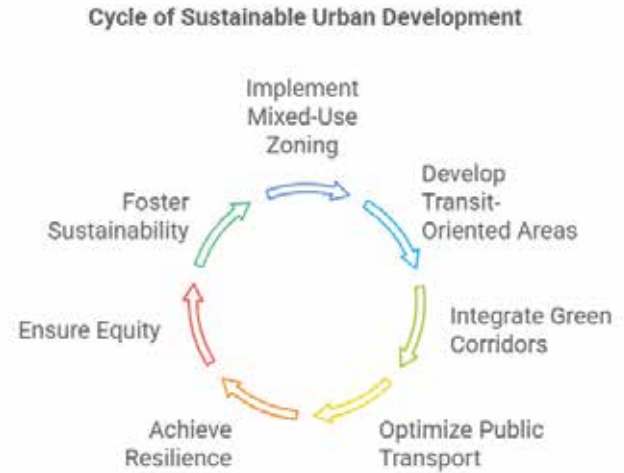 Cycle of Sustainable Urban Development
Implement
Mixed-Use
Zoning
Develop
Transit-
Oriented Areas
Integrate Green
Corridors
Optimize Public
Transport
Achieve
Resilience
Ensure Equity
Foster
Sustainability